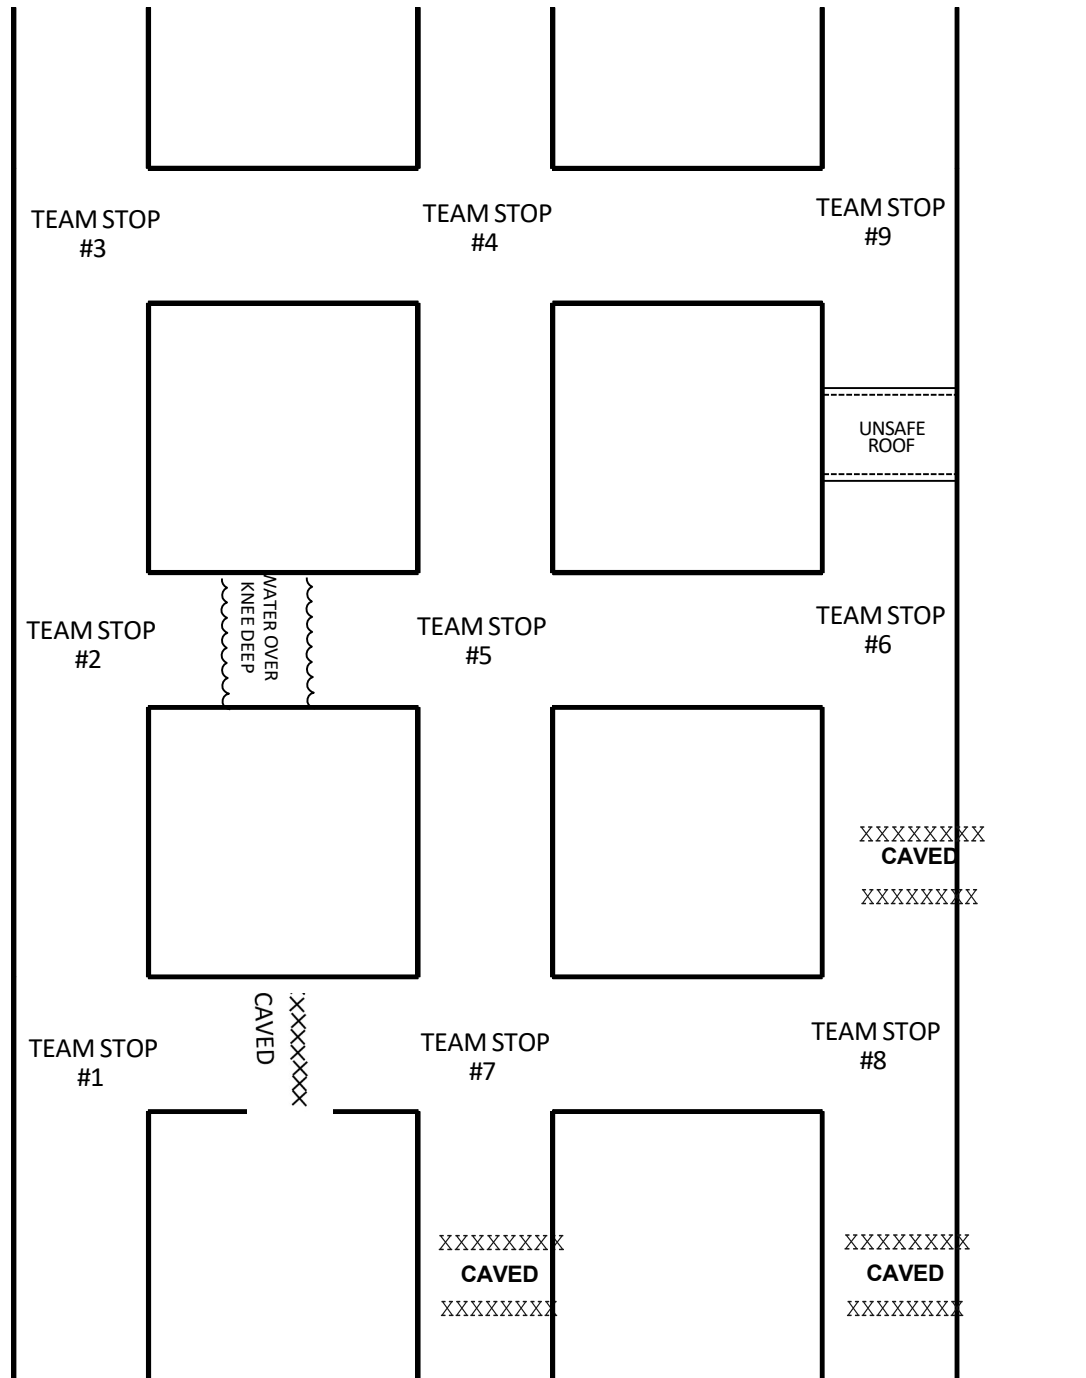 TEAM STOP
#3
TEAM STOP
#4
TEAM STOP
#9
UNSAFE
ROOF
TEAM STOP
#2
WATER OVER
KNEE DEEP
TEAM STOP
#5
TEAM STOP
#6
XXXXXXXX
CAVED
XXXXXXXX
TEAM STOP
#1
XXXXXXX
CAVED
TEAM STOP
#7
TEAM STOP
#8
XXXXXXXX
CAVED
XXXXXXXX
XXXXXXXX
CAVED
XXXXXXXX